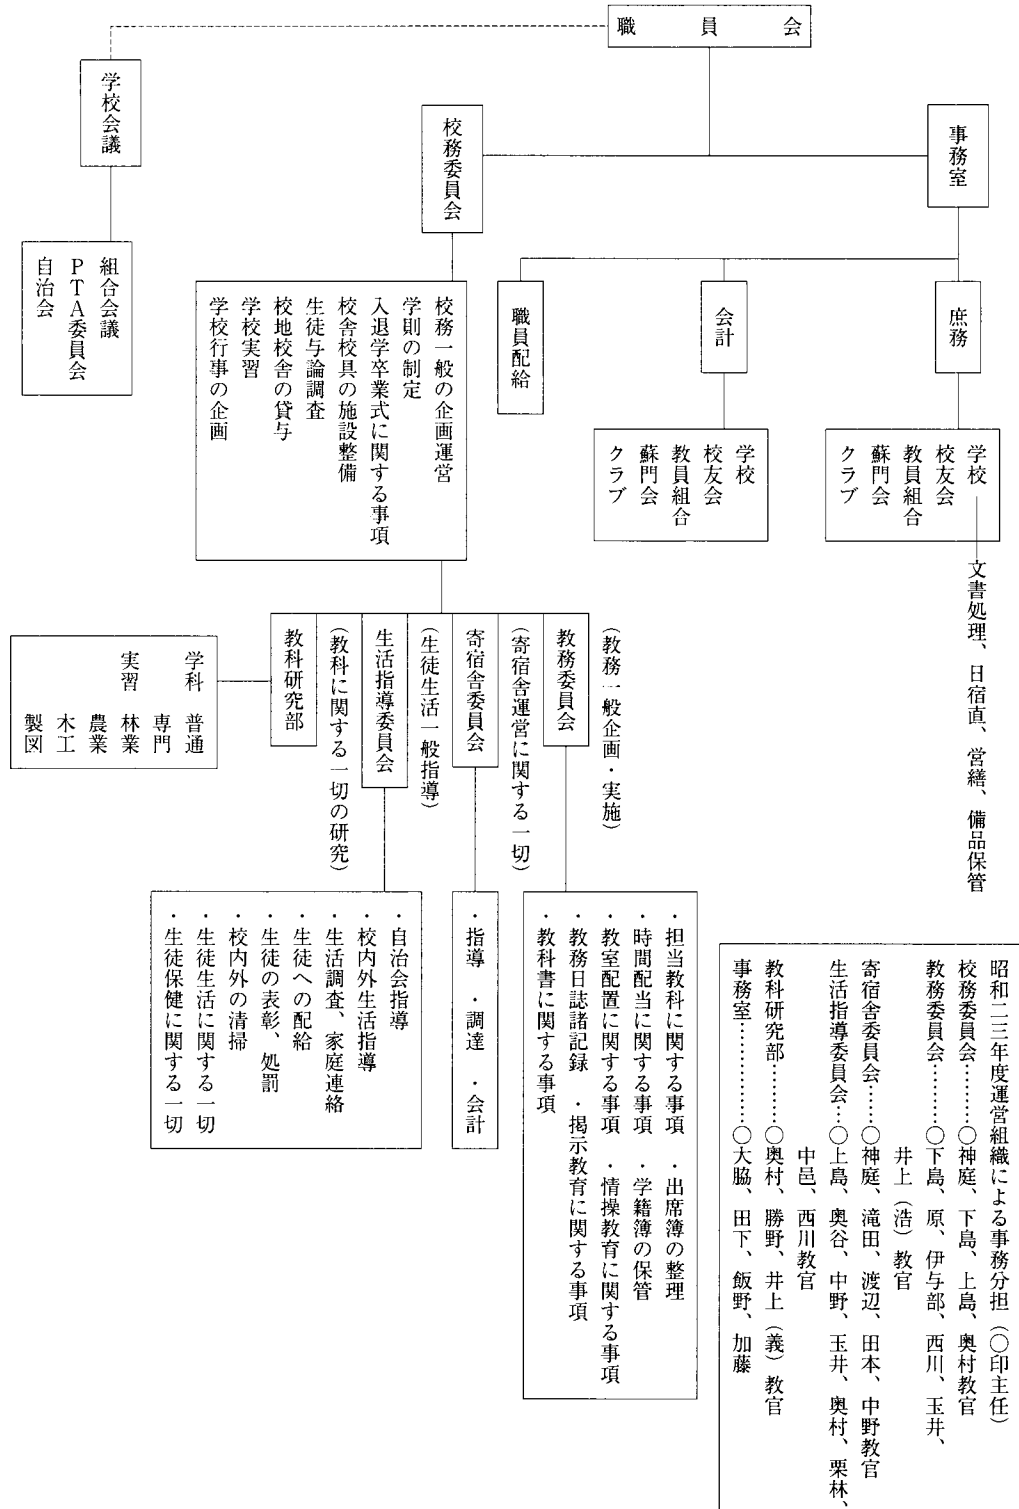 職員会
事務室
庶務
学校
校友会
教員組合
蘇門会
クラブ
文書処理、日宿直、営繕、備品保管
会計
学校
校友会
教員組合
蘇門会
クラブ
職員配給
校務委員会
校務一般の企画運営
学則の制定
入退学卒業式に関する事項
校舎校具の施設整備
生徒与論調査
校地校舎の貸与
学校実習
学校行事の企画
学校会議
組合会議
PTA委員会
自治会
(教務一般企画・実施)
教務委員会
・担当教科に関する事項 ・出席簿の整理
・時間配当に関する事項 ・学籍簿の保管
・教室配置に関する事項 ・情操教育に関する事項
・教務日誌諸記録 ・掲示教育に関する事項
・教科書に関する事項
(寄宿舎運営に関する一切)
寄宿舎委員会
・指導 ・調達 ・会計
(生徒生活一般指導)
生活指導委員会
・自治会指導
・校内外生活指導
・生活調査、家庭連絡
・生徒への配給
・生徒の表彰、処罰
・校内外の清掃
・生徒生活に関する一切
・生徒保健に関する一切
(教科に関する一切の研究)
教科研究部
学科 普通
専門
実習 林業
農業
木工
製図
昭和二三年度運営組織による事務分担(○印主任)
校務委員会………○神庭、下島、上島、奥村教官
教務委員会………○下島、原、伊与部、西川、玉井、
井上(浩)教官
寄宿舎委員会……○神庭、滝田、渡辺、田本、中野教官
生活指導委員会…○上島、奥谷、中野、玉井、奥村、栗林、
中邑、西川教官
教科研究部………○奥村、勝野、井上(義)教官
事務室……………○大脇、田下、飯野、加藤